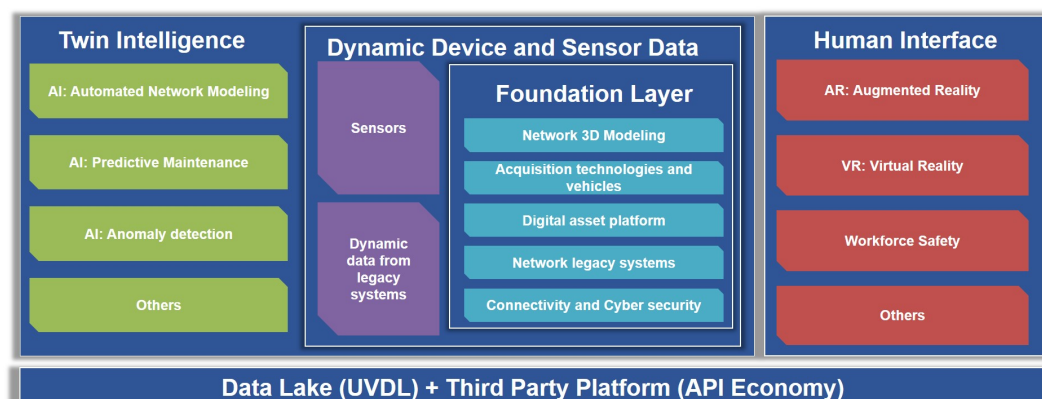 Twin Intelligence
AI: Automated Network Modeling
AI: Predictive Maintenance
AI: Anomaly detection
Others
Dynamic Device and Sensor Data
Sensors
Dynamic
data from
legacy
systems
Foundation Layer
Network 3D Modeling
Acquisition technologies and
vehicles
Digital asset platform
Network legacy systems
Connectivity and Cyber security
Human Interface
AR: Augmented Reality
VR: Virtual Reality
Workforce Safety
Others
Data Lake (UVDL) + Third Party Platform (API Economy)